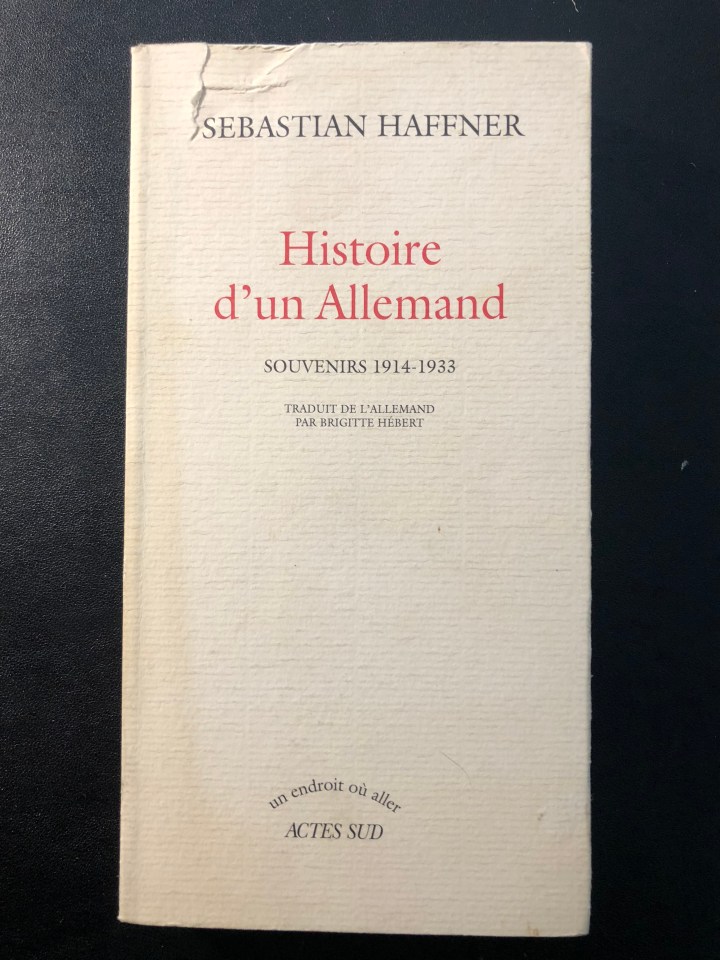 SEBASTIAN HAFFNER
Histoire
d'un Allemand
SOUVENIRS 1914-1933
TRADUIT DE L'ALLEMAND
PAR BRIGITTE HÉBERT
un endroit où aller
ACTES SUD